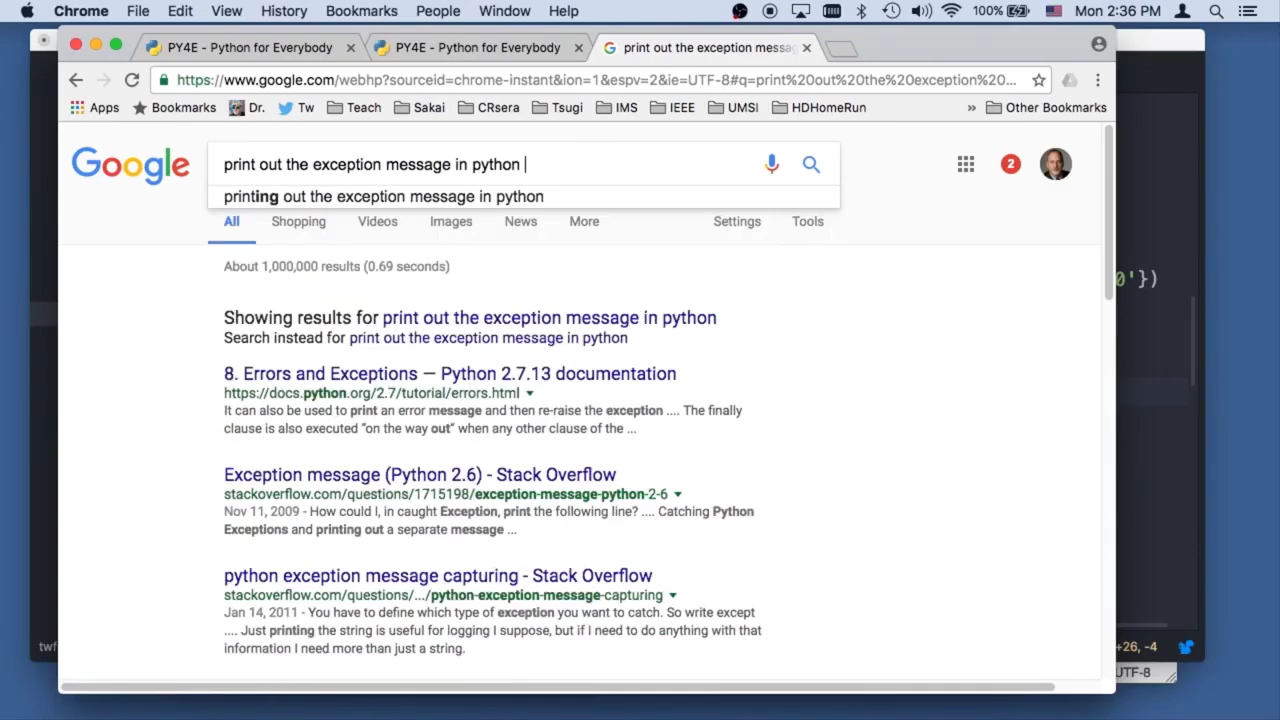 Chrome File Edit View History Bookmarks People Window Help 100% Mon 2:36 PM
PY4E - Python for Everybody PY4E - Python for Everybody print out the exception messag
https://www.google.com/webhp?sourceid=chrome-instant&ion=1&espv=2&ie=UTF-8#q=print%20out%20the%20exception%20...
Apps Bookmarks Dr. Tw Teach Sakai CRsera Tsugi IMS IEEE UMSI HDHomeRun » Other Bookmarks
Google print out the exception message in python 2
printing out the exception message in python
All Shopping Videos Images News More Settings Tools
About 1,000,000 results (0.69 seconds)
0'})
Showing results for print out the exception message in python
Search instead for print out the exception message in python
8. Errors and Exceptions — Python 2.7.13 documentation
https://docs.python.org/2.7/tutorial/errors.html
It can also be used to print an error message and then re-raise the exception .... The finally
clause is also executed "on the way out" when any other clause of the ...
Exception message (Python 2.6) - Stack Overflow
stackoverflow.com/questions/1715198/exception-message-python-2-6
Nov 11, 2009 - How could I, in caught Exception, print the following line? .... Catching Python
Exceptions and printing out a separate message ...
python exception message capturing - Stack Overflow
stackoverflow.com/questions/.../python-exception-message-capturing
Jan 14, 2011 - You have to define which type of exception you want to catch. So write except
.... Just printing the string is useful for logging I suppose, but if I need to do anything with that
information I need more than just a string.
twf +26, -4
UTF-8